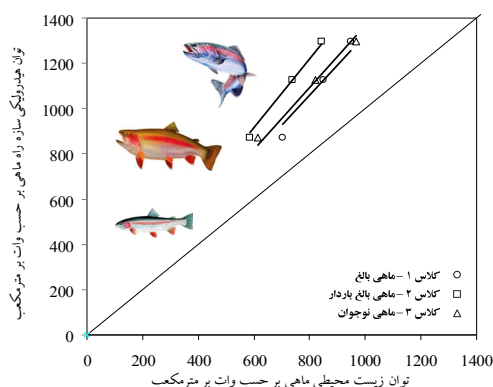 توان هیدرولیکی سازه راه ماهی بر حسب وات بر مترمکعب
1400
1200
1000
800
600
400
200
0
کلاس ۱ –ماهی بالغ
کلاس ۲ –ماهی بالغ باردار
کلاس ۳ –ماهی نوجوان
0 200 400 600 800 1000 1200 1400
توان زیست محیطی ماهی بر حسب وات بر مترمکعب